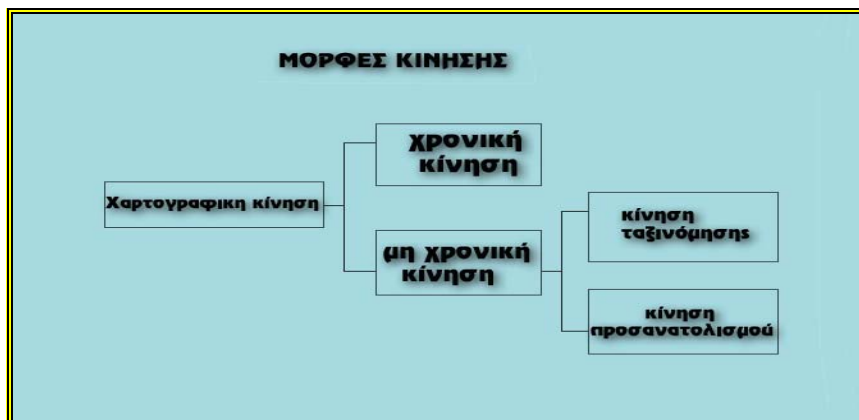 ΜΟΡΦΕΣ ΚΙΝΗΣΗΣ
χρονική
κίνηση
Χαρτογραφικη κίνηση
μη χρονική
κίνηση
κίνηση
ταξινόμησης
κίνηση
προσανατολισμού